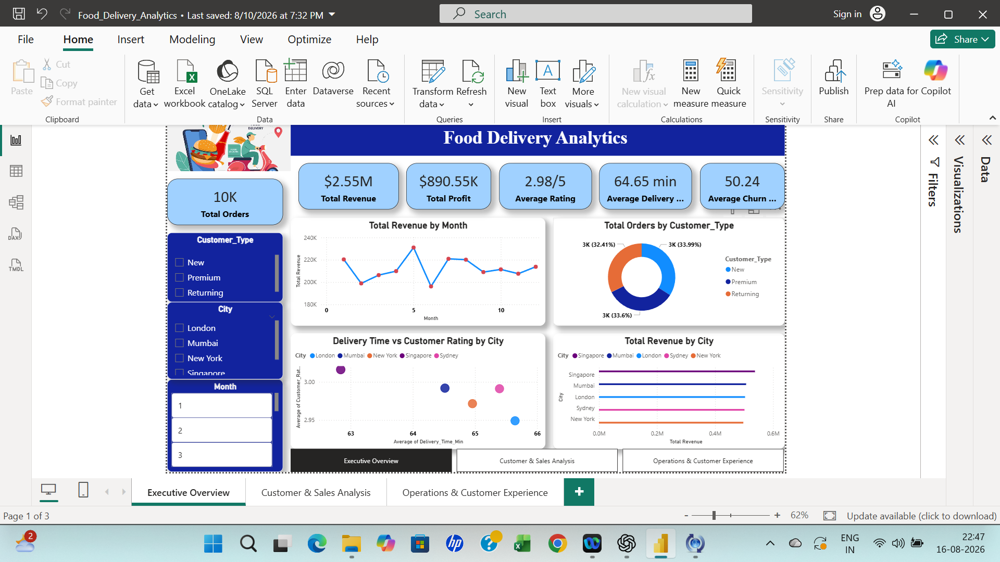 Food_Delivery_Analytics • Last saved: 8/10/2026 at 7:32 PM
Search
Sign in
File Home Insert Modeling View Optimize Help
Share
Paste
Cut
Copy
Format painter
Clipboard
Get data
Excel workbook
OneLake catalog
SQL Server
Enter data
Dataverse
Recent sources
Data
Transform data
Refresh
Queries
New visual
Text box
More visuals
Insert
New visual calculation
New measure
Quick measure
Calculations
Sensitivity
Sensitivity
Publish
Share
Prep data for AI
Copilot
Copilot
DAX
TMDL
DELIVERY
FOOD DELIVERY
Food Delivery Analytics
10K
Total Orders
$2.55M
Total Revenue
$890.55K
Total Profit
2.98/5
Average Rating
64.65 min
Average Delivery ...
50.24
Average Churn ...
Customer_Type
New
Premium
Returning
City
London
Mumbai
New York
Singapore
Month
1
2
3
Total Revenue by Month
Total Revenue
240K
220K
200K
180K
0 5 10
Month
Total Orders by Customer_Type
3K (32.41%)
3K (33.99%)
3K (33.6%)
Customer_Type
New
Premium
Returning
Delivery Time vs Customer Rating by City
City London Mumbai New York Singapore Sydney
Average of Customer_Rat...
3.00
2.95
63 64 65 66
Average of Delivery_Time_Min
Total Revenue by City
City Singapore Mumbai London Sydney New York
City
Singapore
Mumbai
London
Sydney
New York
0.0M 0.2M 0.4M 0.6M
Total Revenue
Executive Overview
Customer & Sales Analysis
Operations & Customer Experience
Filters
Visualizations
Data
Executive Overview
Customer & Sales Analysis
Operations & Customer Experience
+
Page 1 of 3
- + 62%
Update available (click to download)
2
hp
?
ENG
IN
22:47
16-08-2026